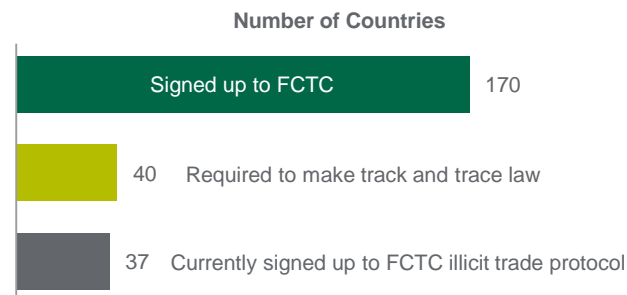 Number of Countries
Signed up to FCTC 170
40 Required to make track and trace law
37 Currently signed up to FCTC illicit trade protocol